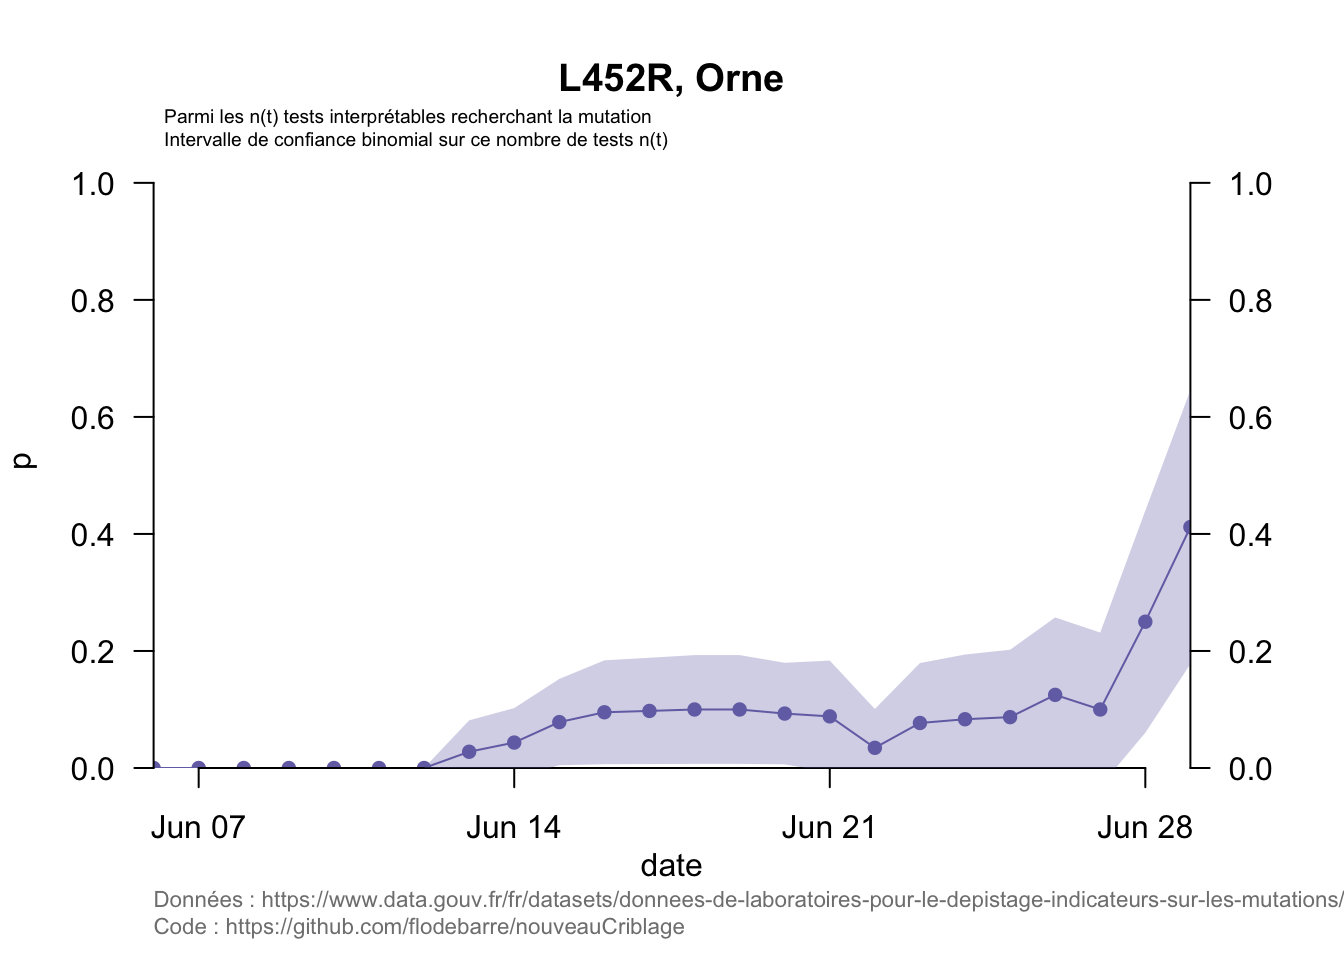 L452R, Orne
Parmi les n(t) tests interprétables recherchant la mutation
Intervalle de confiance binomial sur ce nombre de tests n(t)
1.0
0.8
0.6
0.4
0.2
0.0
p
1.0
0.8
0.6
0.4
0.2
0.0
Jun 07 Jun 14 Jun 21 Jun 28
date
Données : https://www.data.gouv.fr/fr/datasets/donnees-de-laboratoires-pour-le-depistage-indicateurs-sur-les-mutations/
Code : https://github.com/flodebarre/nouveauCriblage